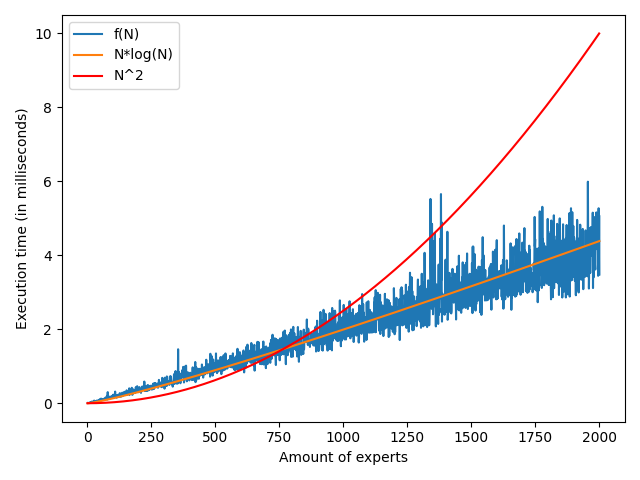 f(N)
N*log(N)
N^2
10
8
6
4
2
0
Execution time (in milliseconds)
0 250 500 750 1000 1250 1500 1750 2000
Amount of experts